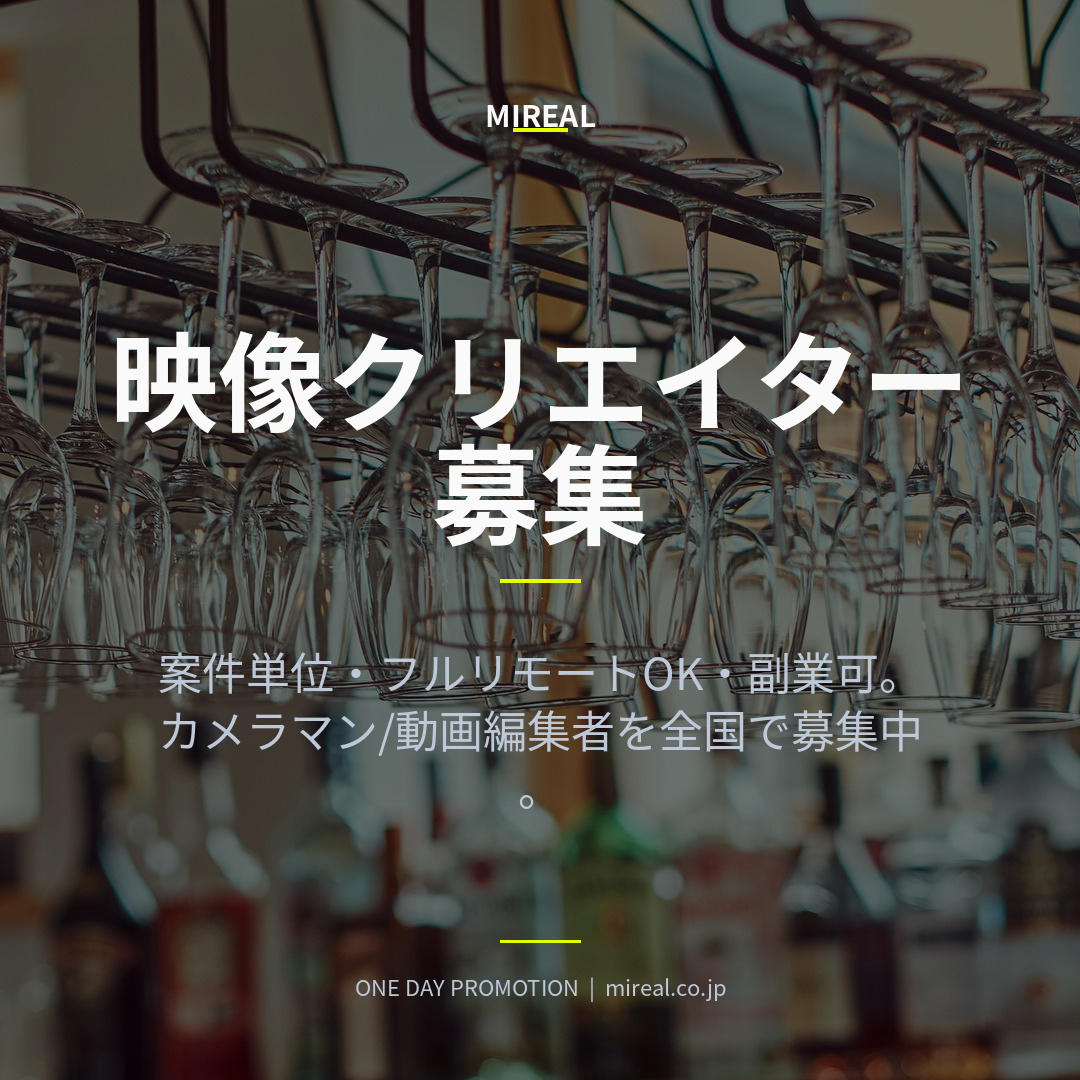 MIREAL
映像クリエイター
募集
案件単位・フルリモートOK・副業可。
カメラマン/動画編集者を全国で募集中
。
ONE DAY PROMOTION | mireal.co.jp